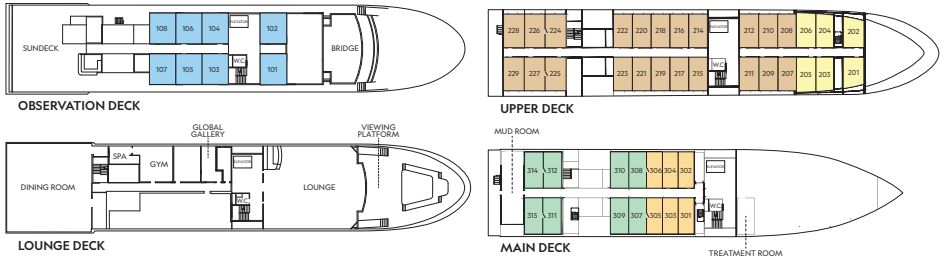 108 106 104 ELEVATOR 102
SUNDECK BRIDGE
W.C.
107 105 103 101
OBSERVATION DECK
228 226 224 222 220 218 216 214 212 210 208 206 204 202
W.C.
229 227 225 223 221 219 217 215 211 209 207 205 203 201
UPPER DECK
GLOBAL
GALLERY
VIEWING
PLATFORM
SPA
GYM
ELEVATOR
DINING ROOM
LOUNGE
W.C.
LOUNGE DECK
MUD ROOM
314 312 310 308 306 304 302 ELEVATOR
W.C.
315 311 309 307 305 303 301
MAIN DECK
TREATMENT ROOM